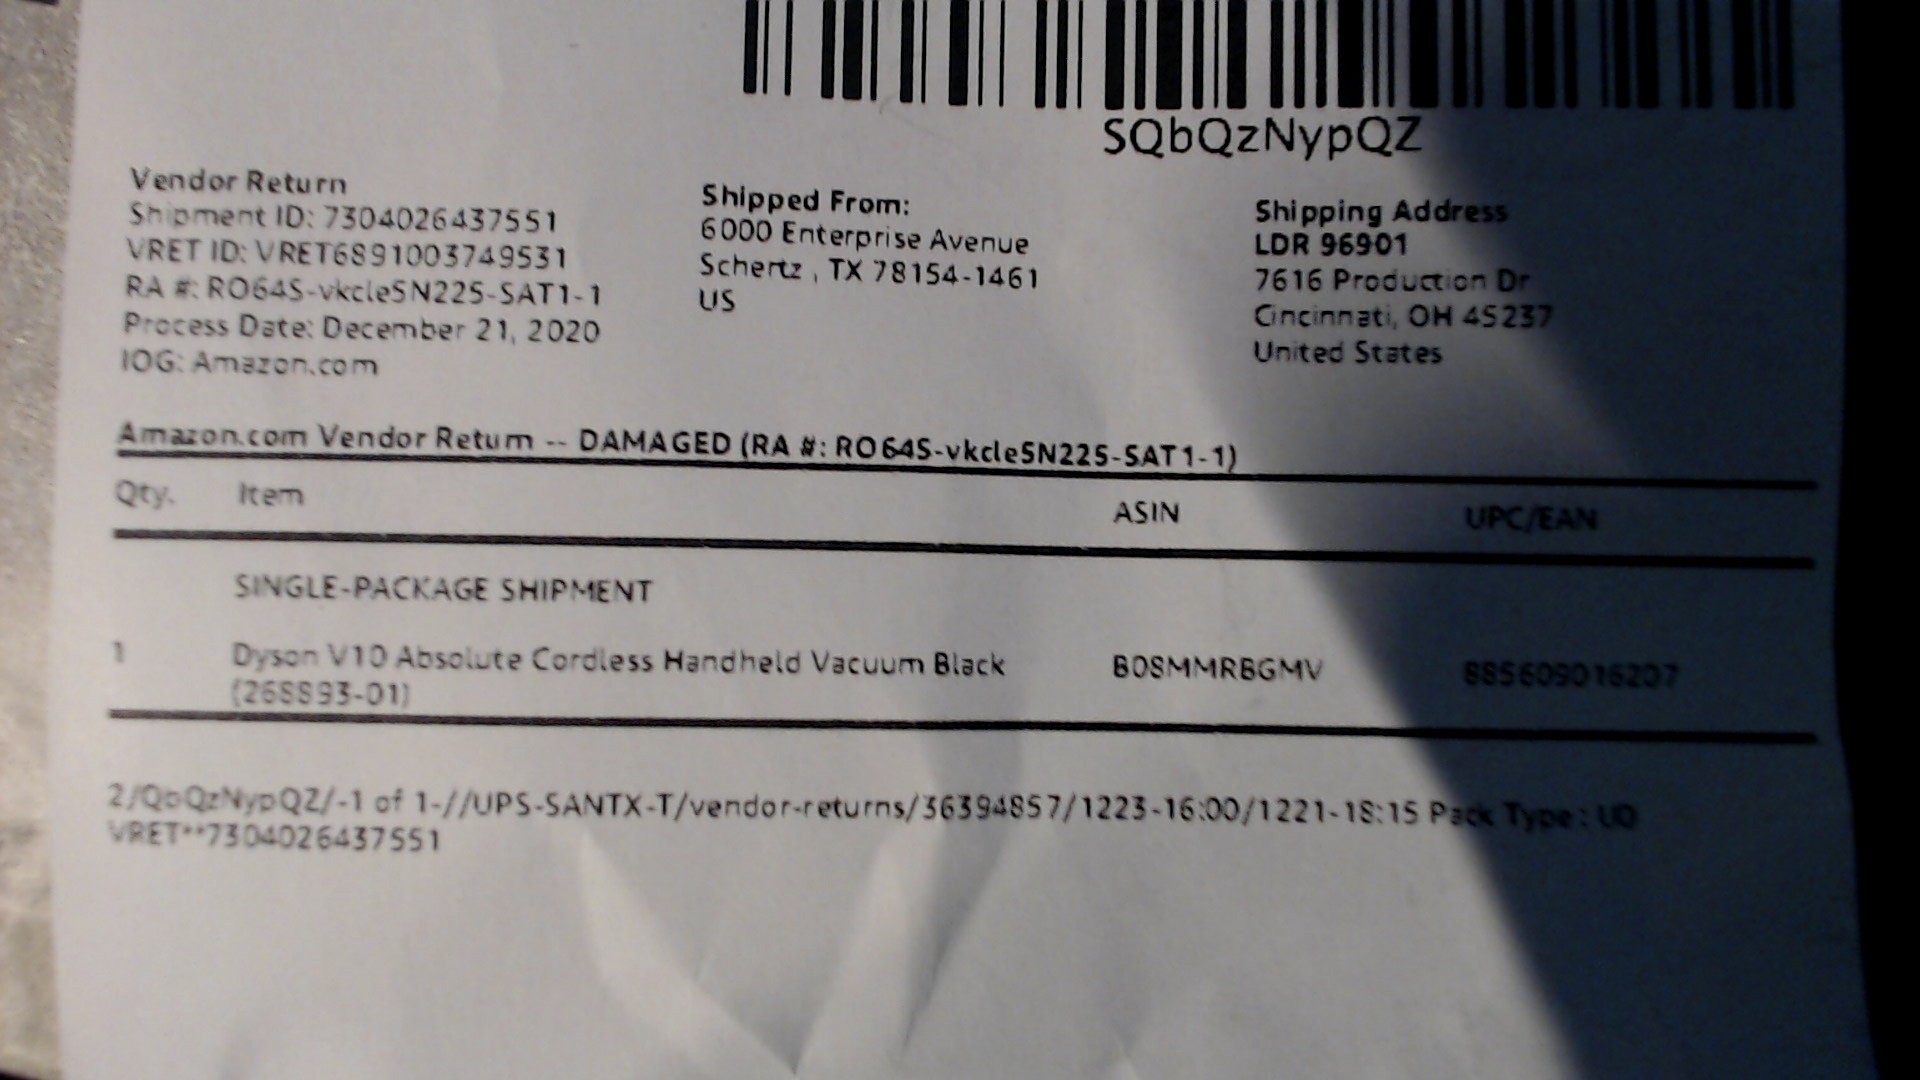 SQbQzNypQZ
Vendor Return
Shipment ID: 7304026437551
VRET ID: VRET6891003749531
RA #: RO64S-vkcle5N225-SAT1-1
Process Date: December 21, 2020
IOG: Amazon.com
Shipped From:
6000 Enterprise Avenue
Schertz , TX 78154-1461
US
Shipping Address
LDR 96901
7616 Production Dr
Cincinnati, OH 45237
United States
Amazon.com Vendor Return -- DAMAGED (RA #: RO64S-vkcle5N225-SAT1-1)
Qty. Item ASIN UPC/EAN
SINGLE-PACKAGE SHIPMENT
1 Dyson V10 Absolute Cordless Handheld Vacuum Black B08MMRBGMV 885609016207
(268893-01)
2/QbQzNypQZ/-1 of 1-//UPS-SANTX-T/vendor-returns/36394857/1223-16:00/1221-18:15 Pack Type : U0
VRET**7304026437551